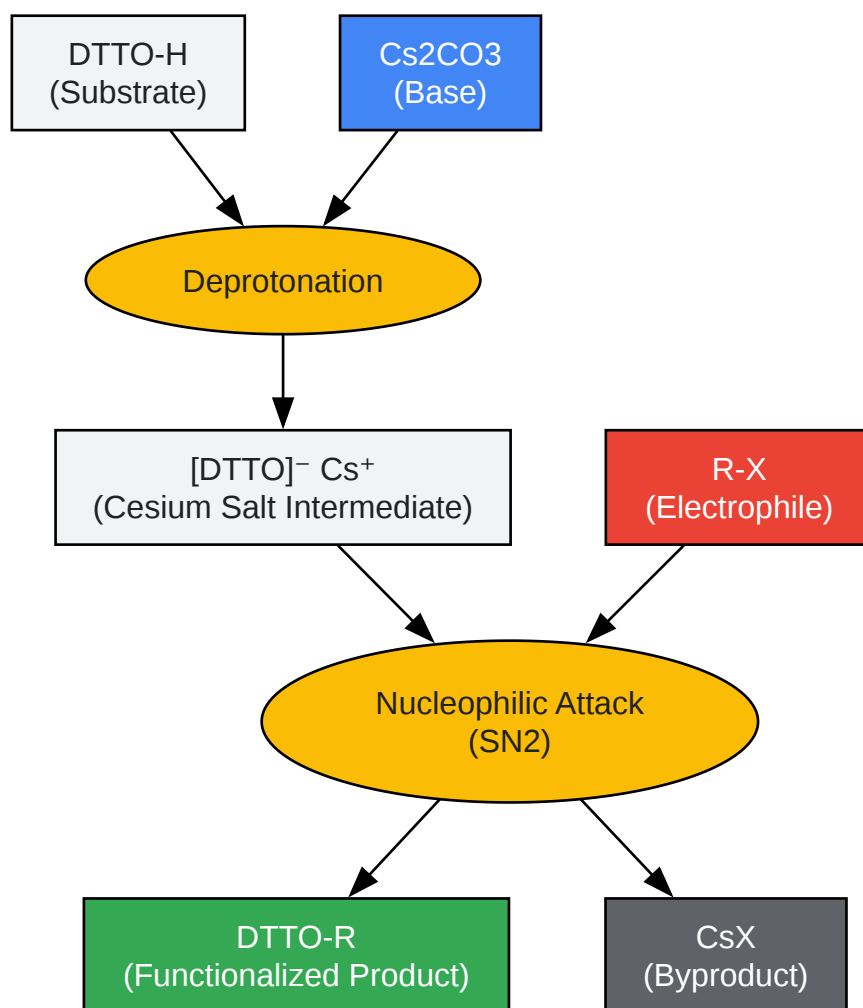 DTTO-H
(Substrate)
Cs2CO3
(Base)
Deprotonation
[DTTO]⁻ Cs⁺
(Cesium Salt Intermediate)
R-X
(Electrophile)
Nucleophilic Attack
(SN2)
DTTO-R
(Functionalized Product)
CsX
(Byproduct)